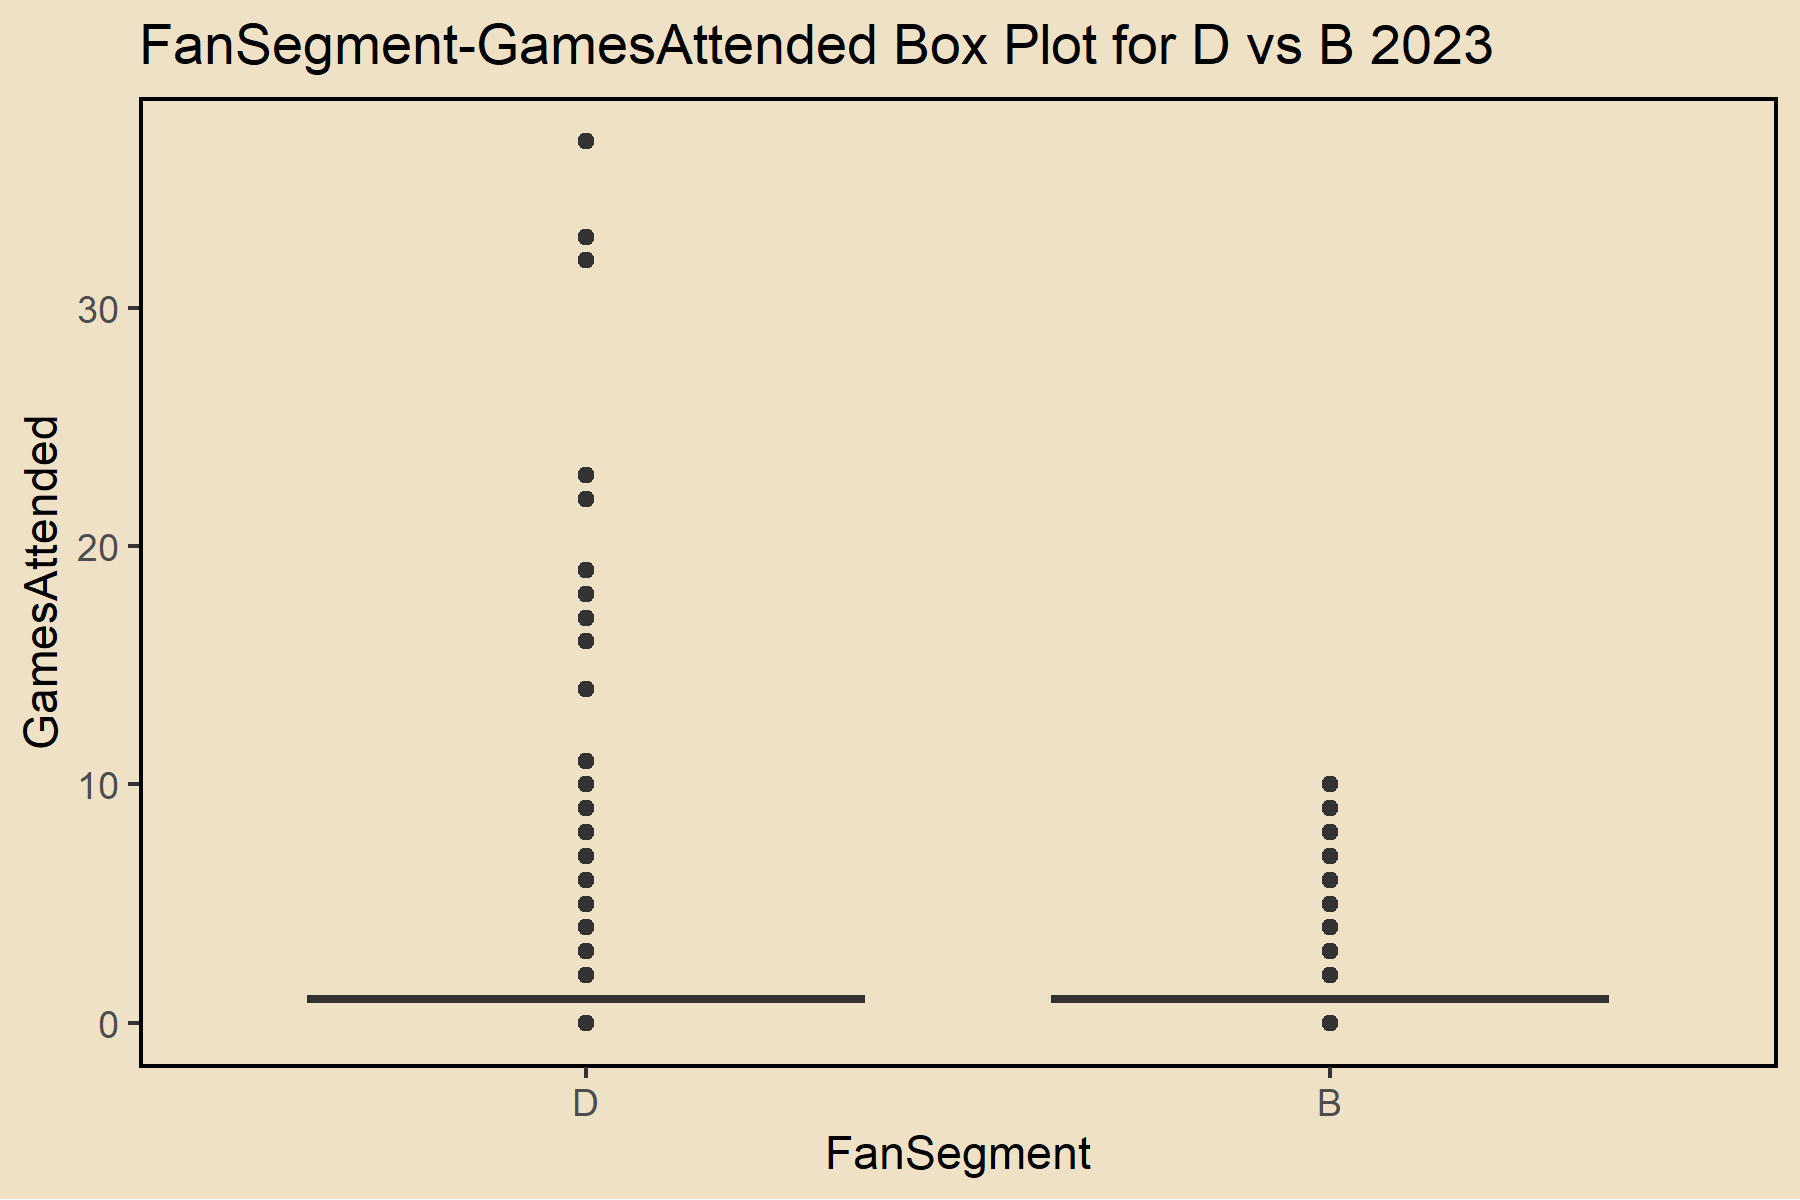 FanSegment-GamesAttended Box Plot for D vs B 2023
GamesAttended
30
20
10
0
D
B
FanSegment